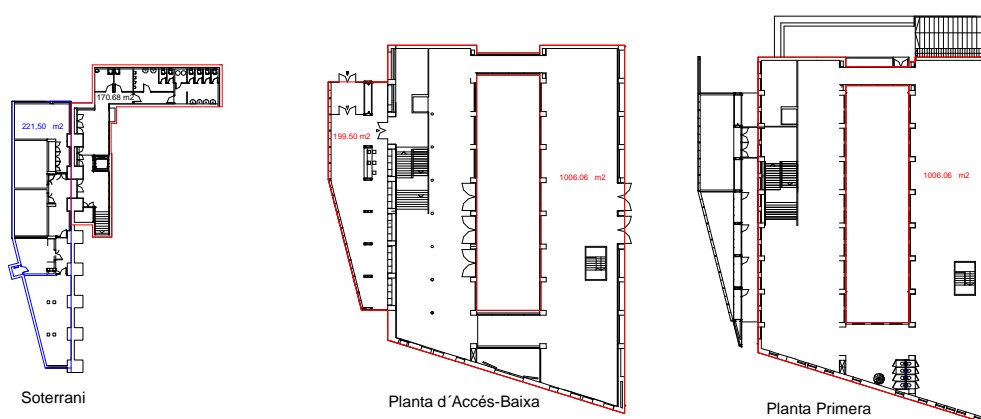 170.68 m2
221,50 m2
Soterrani
199.50 m2
1006.06 m2
Planta d´Accés-Baixa
1006.06 m2
Planta Primera